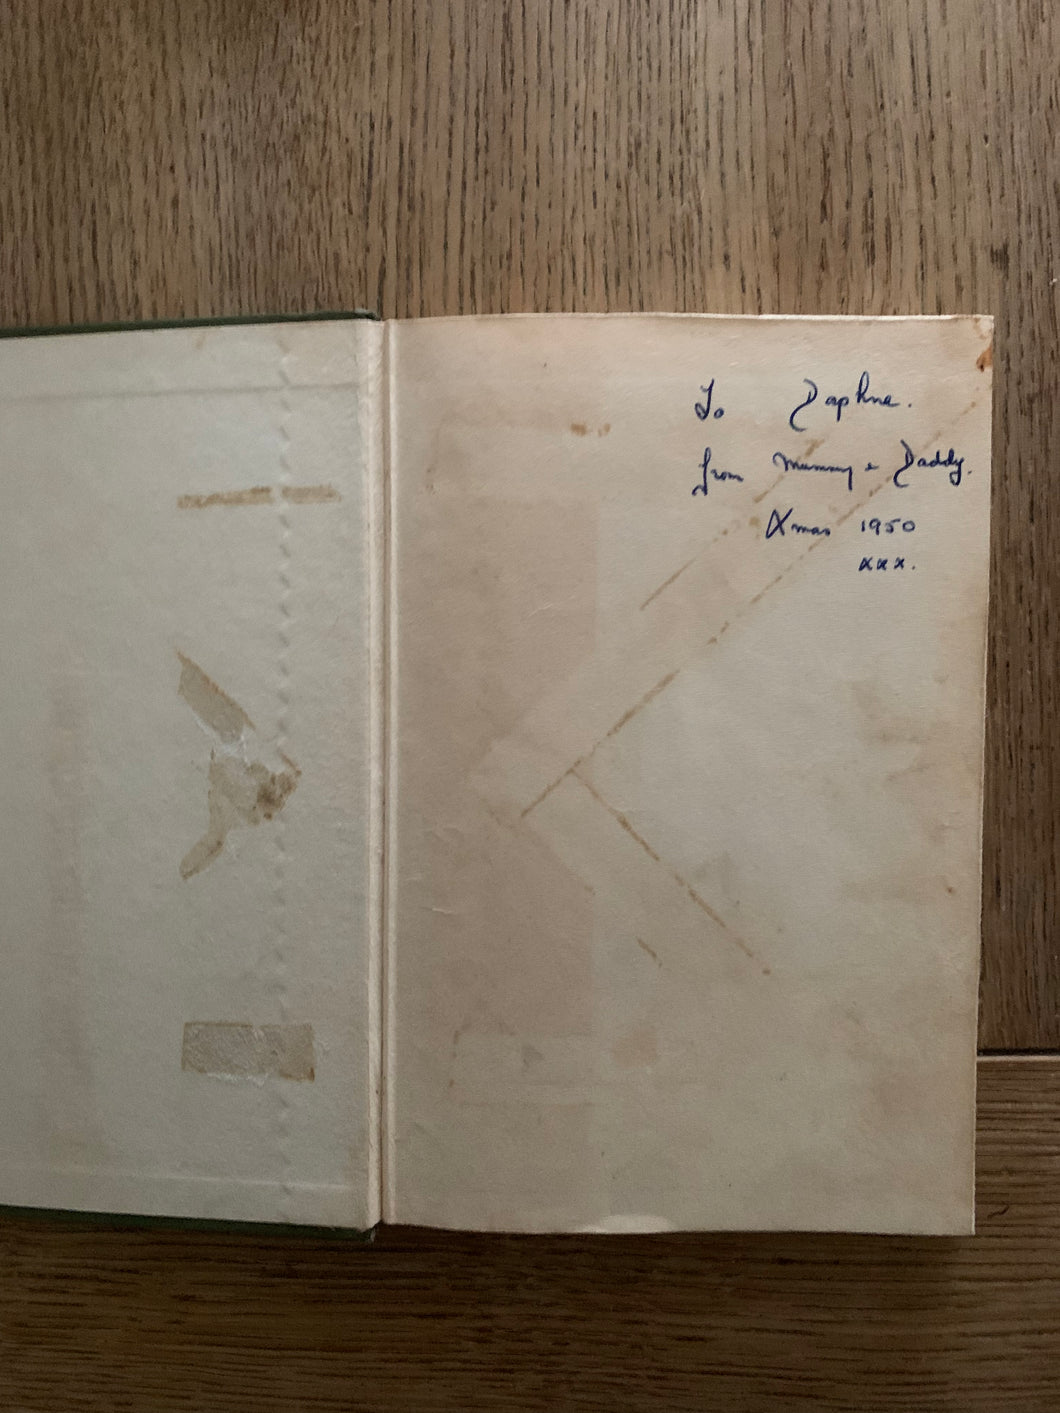 To Daphne.
from Mummy & Daddy.
Xmas 1950
xxx.